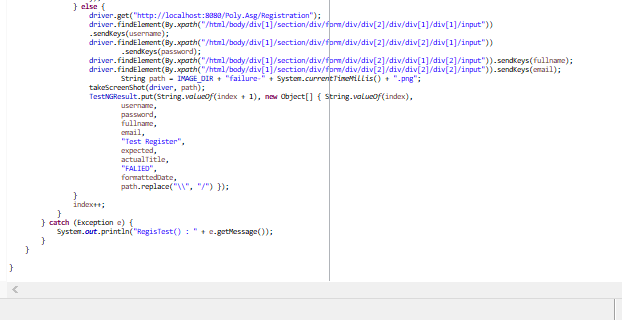 } else {
driver.get("http://localhost:8080/Poly.Asg/Registration");
driver.findElement(By.xpath("/html/body/div[1]/section/div/form/div/div[2]/div/div[1]/div[1]/input"))
.sendKeys(username);
driver.findElement(By.xpath("/html/body/div[1]/section/div/form/div/div[2]/div/div[2]/div[1]/input"))
.sendKeys(password);
driver.findElement(By.xpath("/html/body/div[1]/section/div/form/div/div[2]/div/div[1]/div[2]/input")).sendKeys(fullname);
driver.findElement(By.xpath("/html/body/div[1]/section/div/form/div/div[2]/div/div[2]/div[2]/input")).sendKeys(email);
String path = IMAGE_DIR + "failure-" + System.currentTimeMillis() + ".png";
takeScreenShot(driver, path);
TestNGResult.put(String.valueOf(index + 1), new Object[] { String.valueOf(index),
username,
password,
fullname,
email,
"Test Register",
expected,
actualTitle,
"FALIED",
formattedDate,
path.replace("\\", "/") });
}
index++;
}
} catch (Exception e) {
System.out.println("RegisTest() : " + e.getMessage());
}
}
}